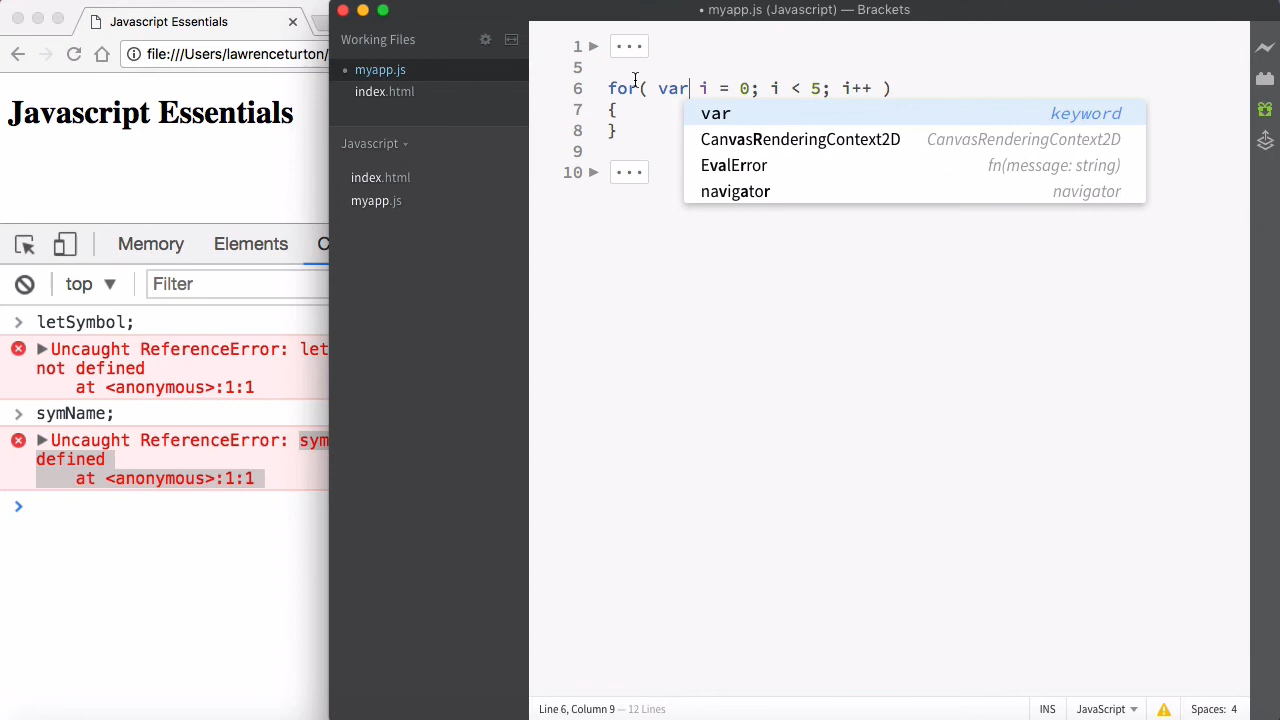 Javascript Essentials
file:///Users/lawrenceturton/
Javascript Essentials
Memory
Elements
C
top ▼
Filter
> letSymbol;
▶Uncaught ReferenceError: let
not defined
at <anonymous>:1:1
> symName;
▶Uncaught ReferenceError: sym
defined
at <anonymous>:1:1
>
• myapp.js (Javascript) — Brackets
Working Files
• myapp.js
index.html
Javascript
index.html
myapp.js
1 ▶ ...
5
6 for( var i = 0; i < 5; i++ )
7 {
8 }
9
10 ▶ ...
var keyword
CanvasRenderingContext2D CanvasRenderingContext2D
EvalError fn(message: string)
navigator navigator
Line 6, Column 9 — 12 Lines
INS
JavaScript
Spaces: 4